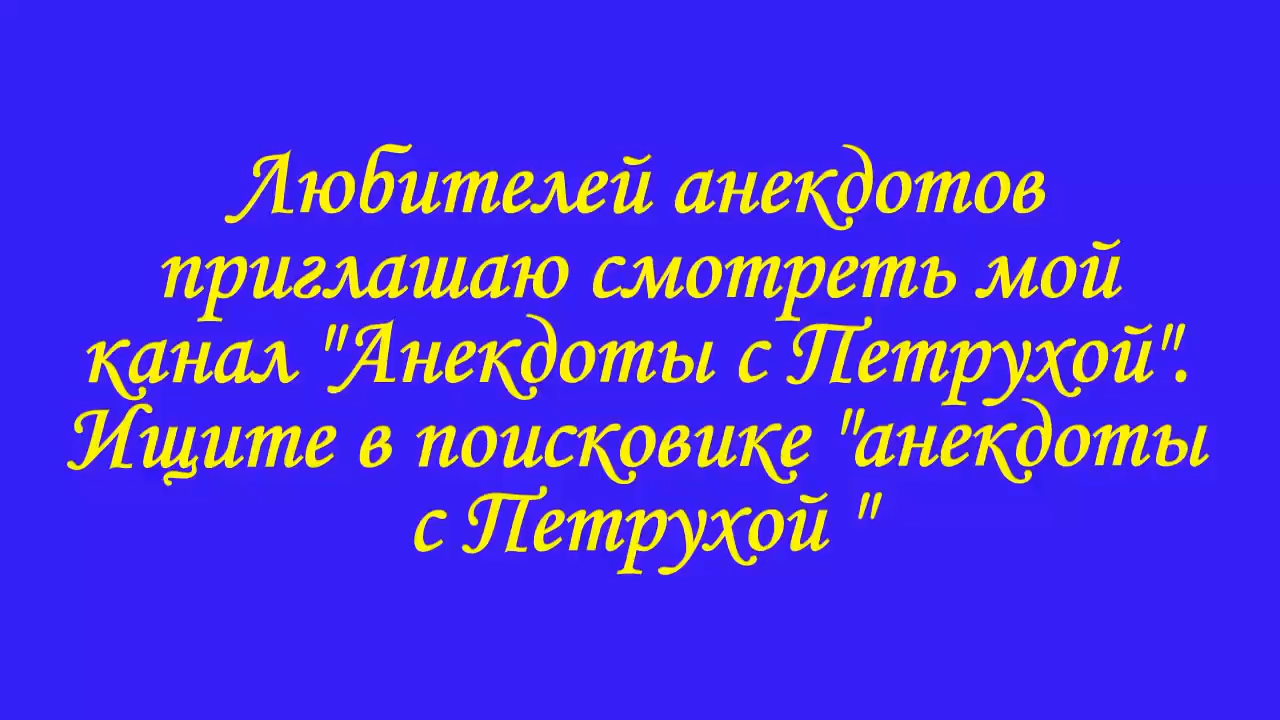 Любителей анекдотов
приглашаю смотреть мой
канал "Анекдоты с Петрухой".
Ищите в поисковике "анекдоты
с Петрухой "